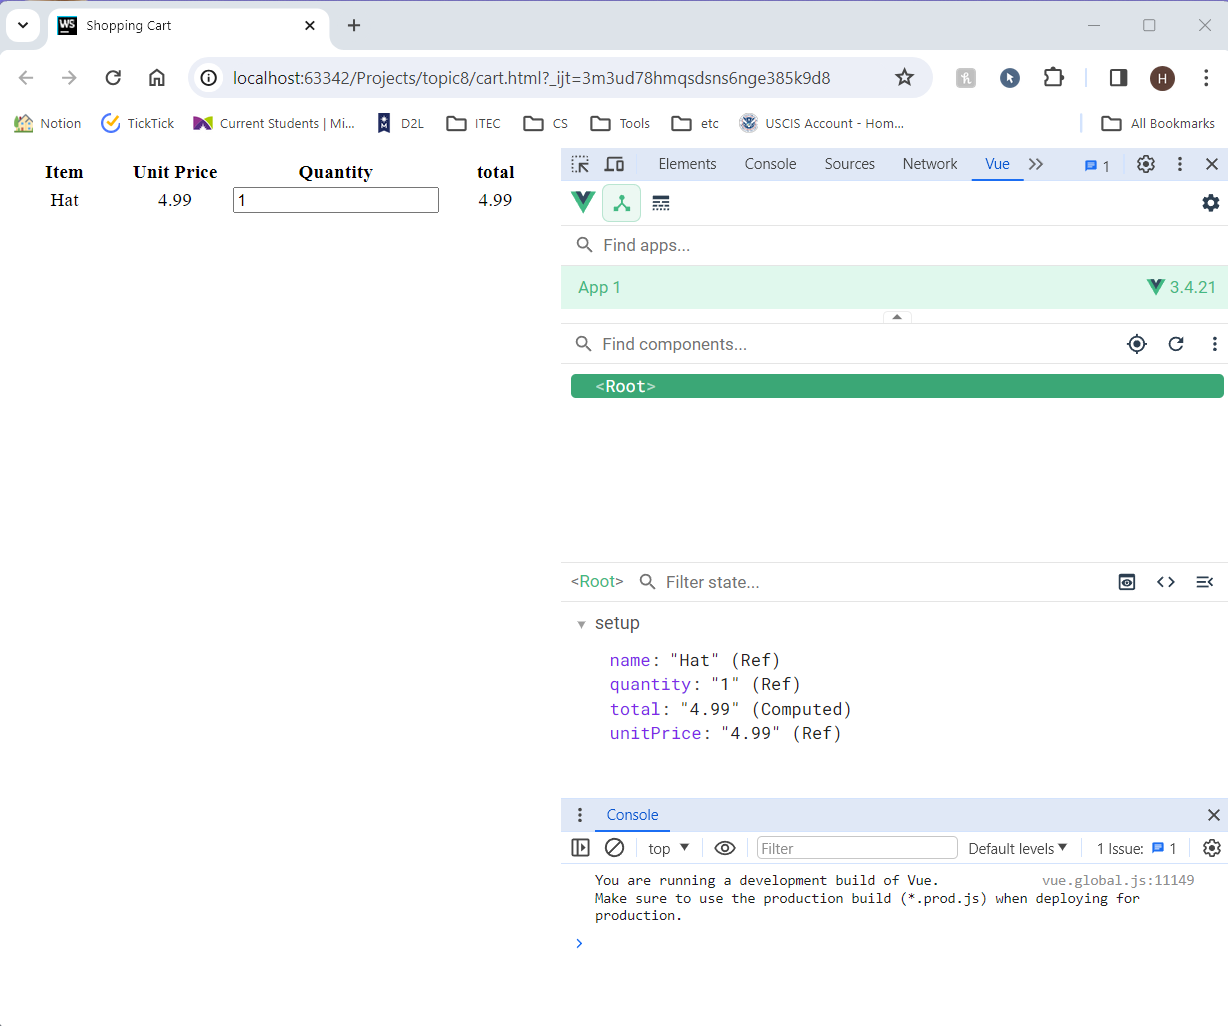 WS Shopping Cart
localhost:63342/Projects/topic8/cart.html?_ijt=3m3ud78hmqsdsns6nge385k9d8 H
Notion TickTick Current Students | Mi... D2L ITEC CS Tools etc USCIS Account - Hom... All Bookmarks
Item Unit Price Quantity total
Hat 4.99 1 4.99
Elements Console Sources Network Vue 1
Find apps...
App 1 3.4.21
Find components...
<Root>
<Root> Filter state...
setup
name: "Hat" (Ref)
quantity: "1" (Ref)
total: "4.99" (Computed)
unitPrice: "4.99" (Ref)
Console
top Filter Default levels 1 Issue: 1
You are running a development build of Vue. vue.global.js:11149
Make sure to use the production build (*.prod.js) when deploying for
production.